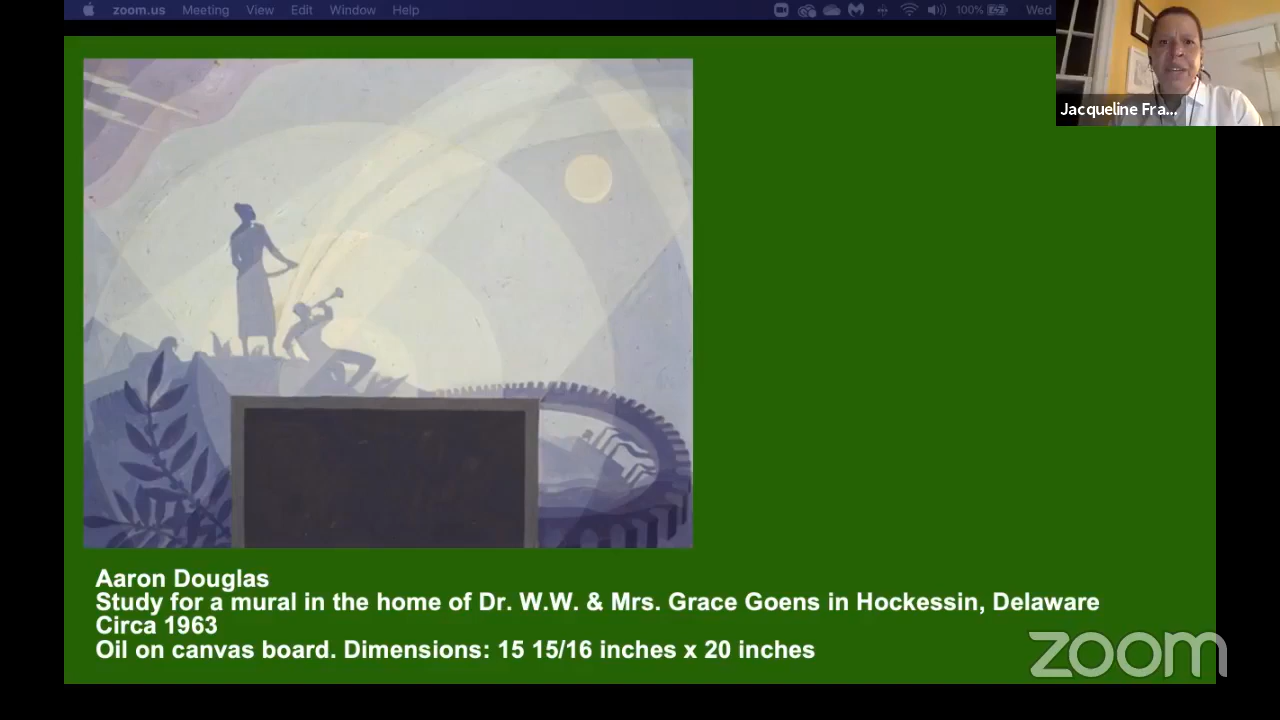 zoom.us Meeting View Edit Window Help 100% Wed
Jacqueline Fra...
Aaron Douglas
Study for a mural in the home of Dr. W.W. & Mrs. Grace Goens in Hockessin, Delaware
Circa 1963
Oil on canvas board. Dimensions: 15 15/16 inches x 20 inches
zoom